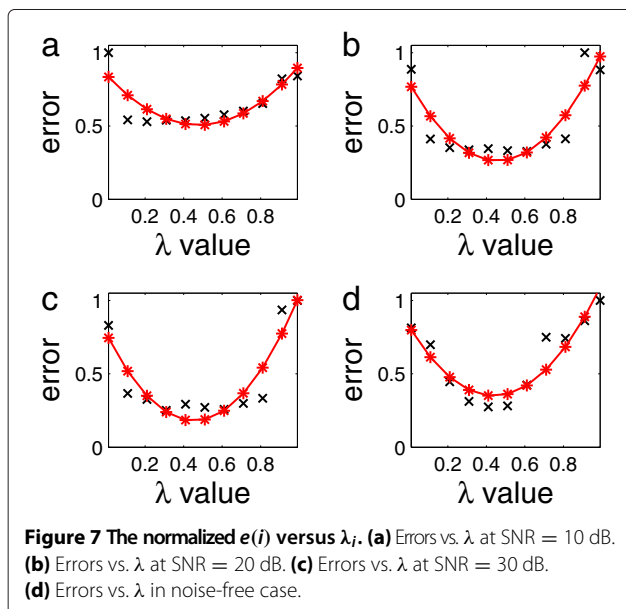 a
1
0.5
0
error
0.2 0.4 0.6 0.8
λ value
b
1
0.5
0
error
0.2 0.4 0.6 0.8
λ value
c
1
0.5
0
error
0.2 0.4 0.6 0.8
λ value
d
1
0.5
0
error
0.2 0.4 0.6 0.8
λ value
Figure 7 The normalized e(i) versus λᵢ. (a) Errors vs. λ at SNR = 10 dB.
(b) Errors vs. λ at SNR = 20 dB. (c) Errors vs. λ at SNR = 30 dB.
(d) Errors vs. λ in noise-free case.